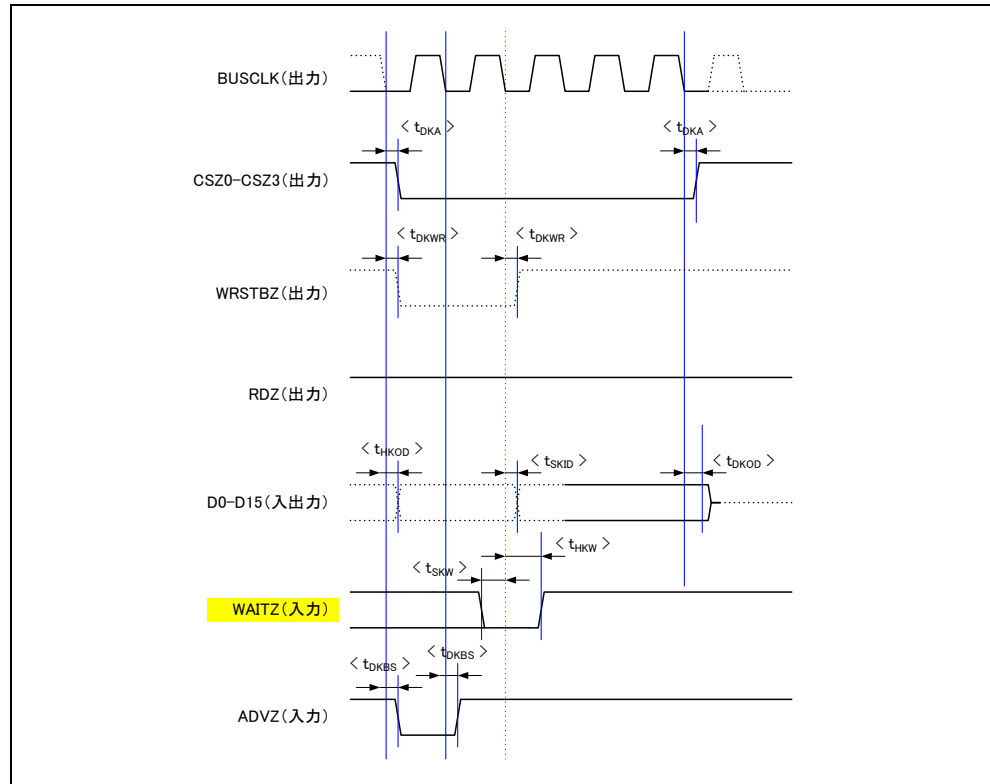 BUSCLK(出力)
< tDKA >
< tDKA >
CSZ0-CSZ3(出力)
< tDKWR >
< tDKWR >
WRSTBZ(出力)
RDZ(出力)
< tHKOD >
< tSKID >
< tDKOD >
D0-D15(入出力)
< tHKW >
< tSKW >
WAITZ(入力)
< tDKBS >
< tDKBS >
ADVZ(入力)